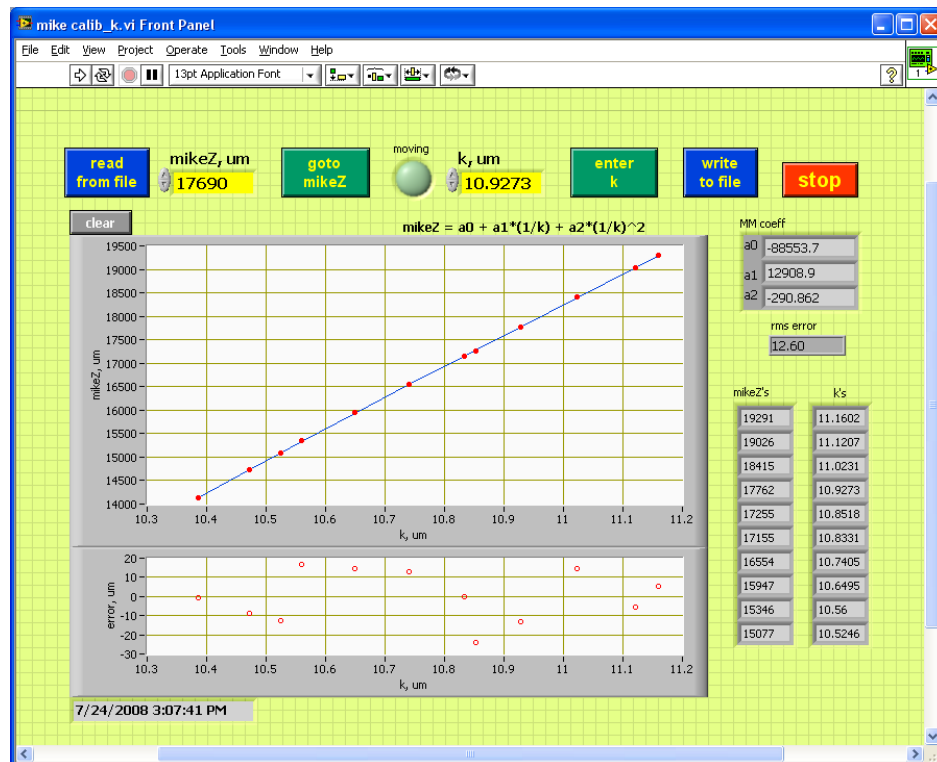 mike calib_k.vi Front Panel
File Edit View Project Operate Tools Window Help
13pt Application Font
1
read
from file
mikeZ, um
17690
goto
mikeZ
moving
k, um
10.9273
enter
k
write
to file
stop
clear
mikeZ = a0 + a1*(1/k) + a2*(1/k)^2
19500
19000
18500
18000
17500
17000
16500
16000
15500
15000
14500
14000
mikeZ, um
10.3 10.4 10.5 10.6 10.7 10.8 10.9 11 11.1 11.2
k, um
20
10
0
-10
-20
-30
error, um
10.3 10.4 10.5 10.6 10.7 10.8 10.9 11 11.1 11.2
k, um
7/24/2008 3:07:41 PM
MM coeff
a0 -88553.7
a1 12908.9
a2 -290.862
rms error
12.60
mikeZ's k's
19291 11.1602
19026 11.1207
18415 11.0231
17762 10.9273
17255 10.8518
17155 10.8331
16554 10.7405
15947 10.6495
15346 10.56
15077 10.5246